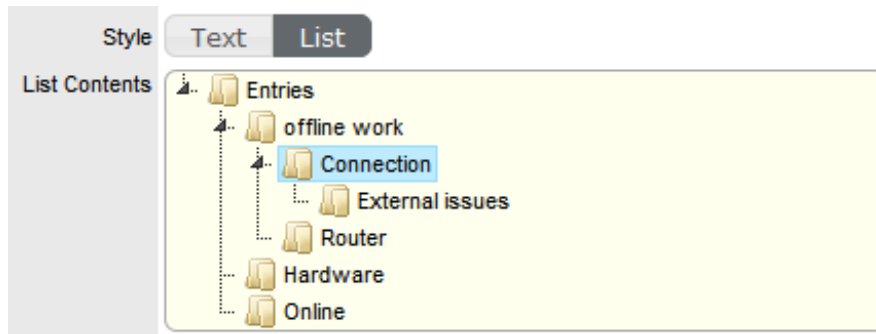 Style Text List
List Contents Entries
offline work
Connection
External issues
Router
Hardware
Online